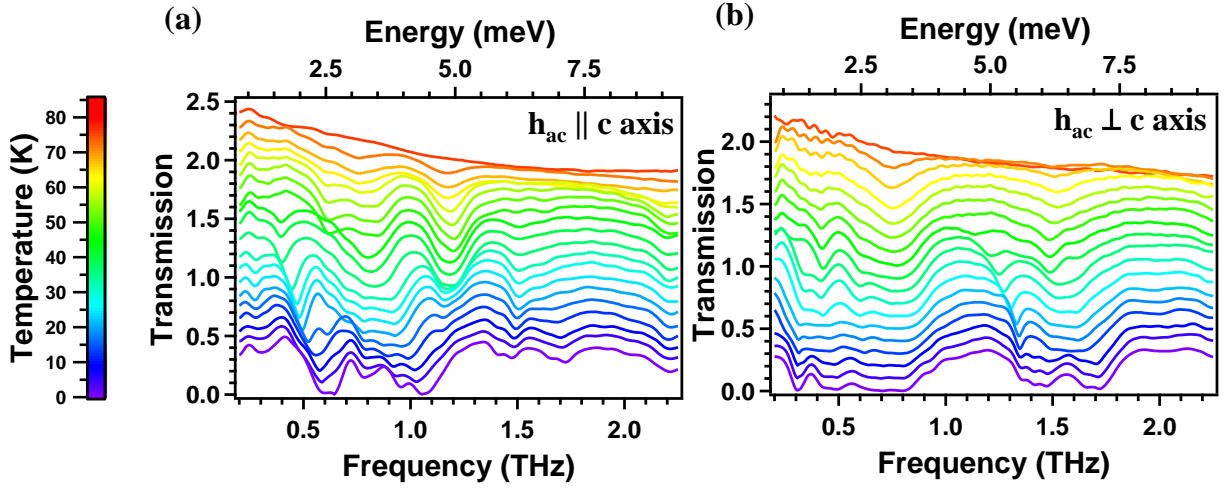 (a)
Energy (meV)
2.5 5.0 7.5
h_ac ∥ c axis
Transmission
2.5
2.0
1.5
1.0
0.5
0.0
0.5 1.0 1.5 2.0
Frequency (THz)
Temperature (K)
80
70
60
50
40
30
20
10
0
(b)
Energy (meV)
2.5 5.0 7.5
h_ac ⊥ c axis
Transmission
2.0
1.5
1.0
0.5
0.0
0.5 1.0 1.5 2.0
Frequency (THz)